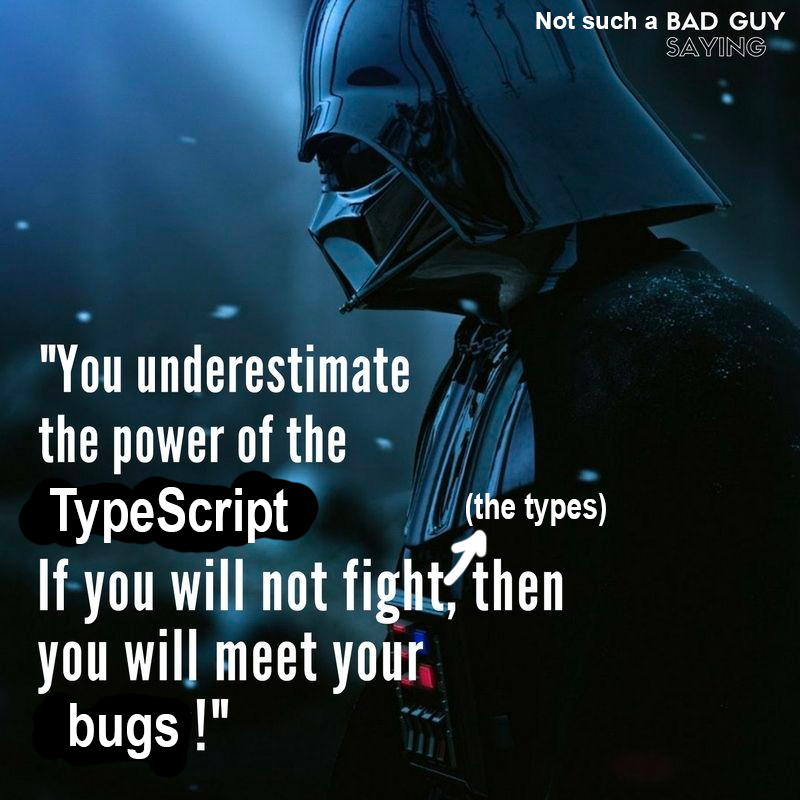 Not such a BAD GUY
SAYING
"You underestimate
the power of the
TypeScript
(the types)
If you will not fight, then
you will meet your
bugs !"